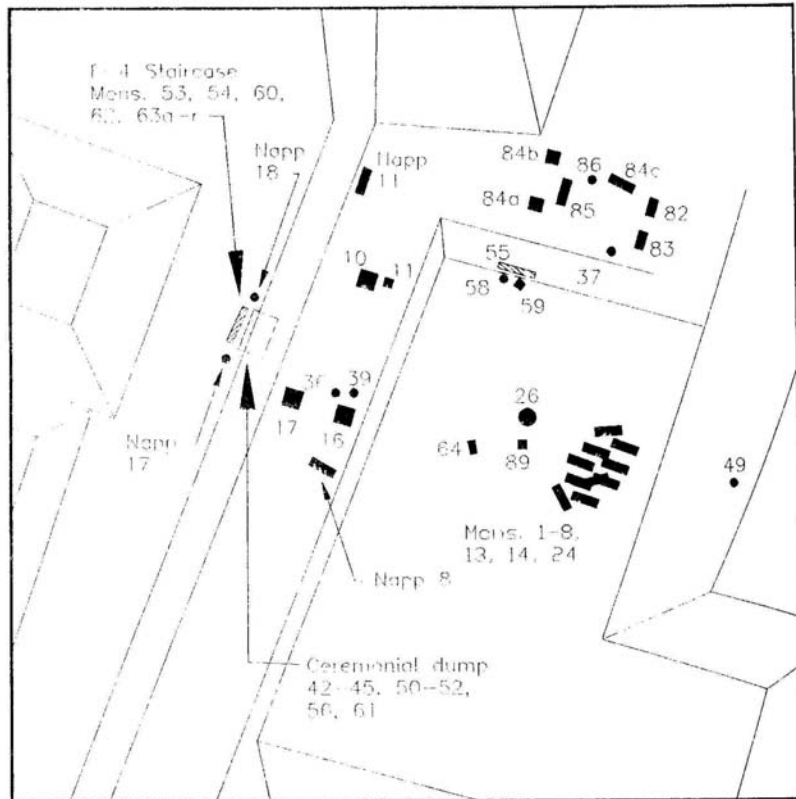 Staircase
Mons. 53, 54, 60,
62, 63a-r
Napp
18
Napp
11
84b
86
84c
84a
85
82
83
10
11
55
37
58
59
39
17
16
26
64
89
49
Napp
17
Mons. 1-8,
13, 14, 24
Napp 8
Ceremonial dump
42-45, 50-52,
56, 61